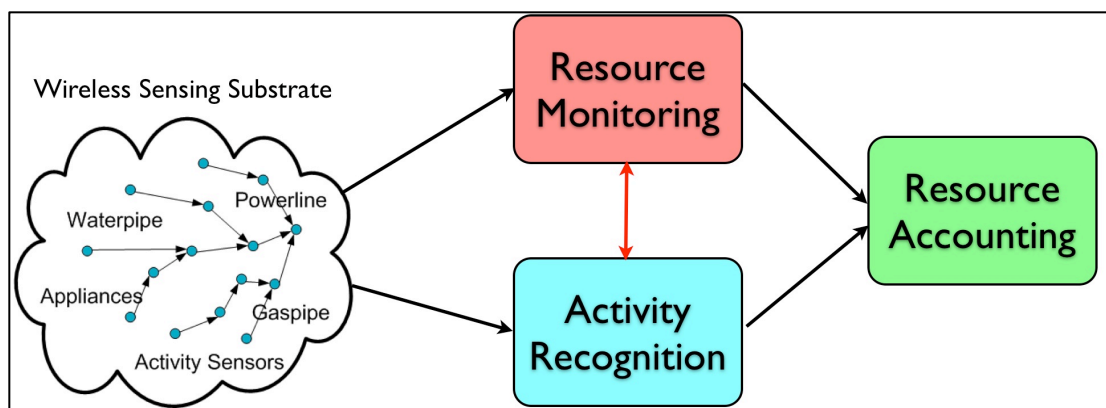 Wireless Sensing Substrate
Powerline
Waterpipe
Appliances
Gaspipe
Activity Sensors
Resource
Monitoring
Activity
Recognition
Resource
Accounting